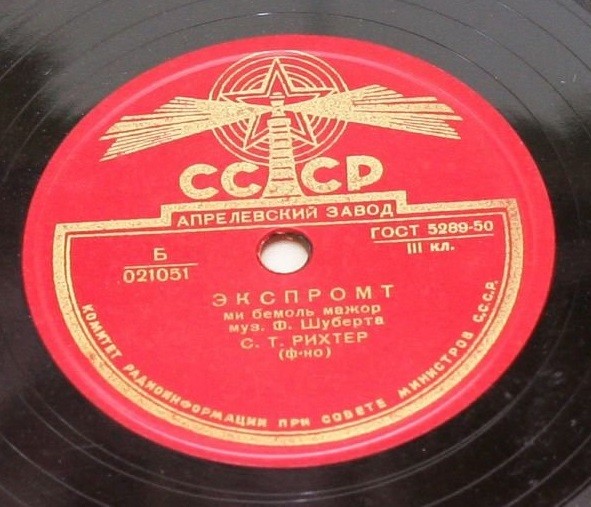 СССР
АПРЕЛЕВСКИЙ ЗАВОД
ГОСТ 5289-50
III кл.
Б
021051
ЭКСПРОМТ
ми бемоль мажор
муз. Ф. Шуберта
С. Т. РИХТЕР
(ф-но)
КОМИТЕТ РАДИОИНФОРМАЦИИ ПРИ СОВЕТЕ МИНИСТРОВ С.С.С.Р.